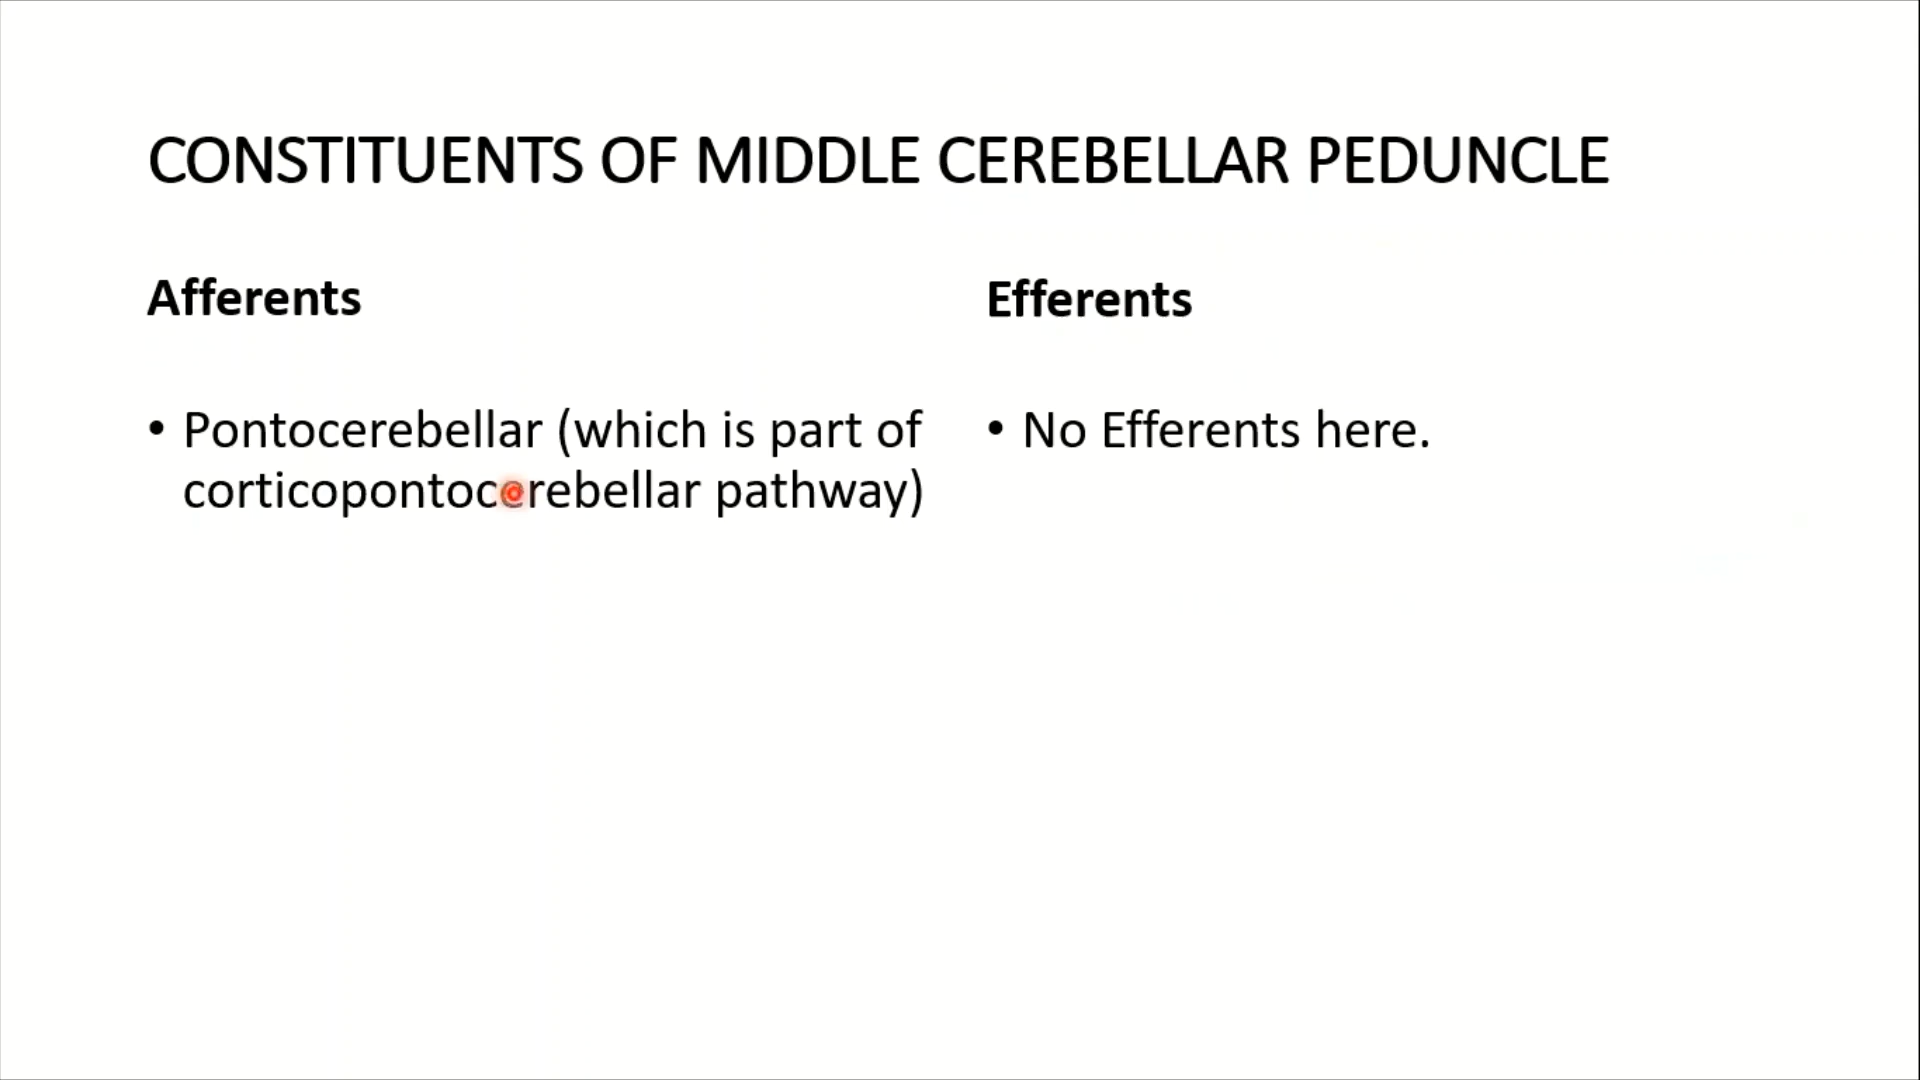 CONSTITUENTS OF MIDDLE CEREBELLAR PEDUNCLE
Afferents
• Pontocerebellar (which is part of
corticopontocerebellar pathway)
Efferents
• No Efferents here.